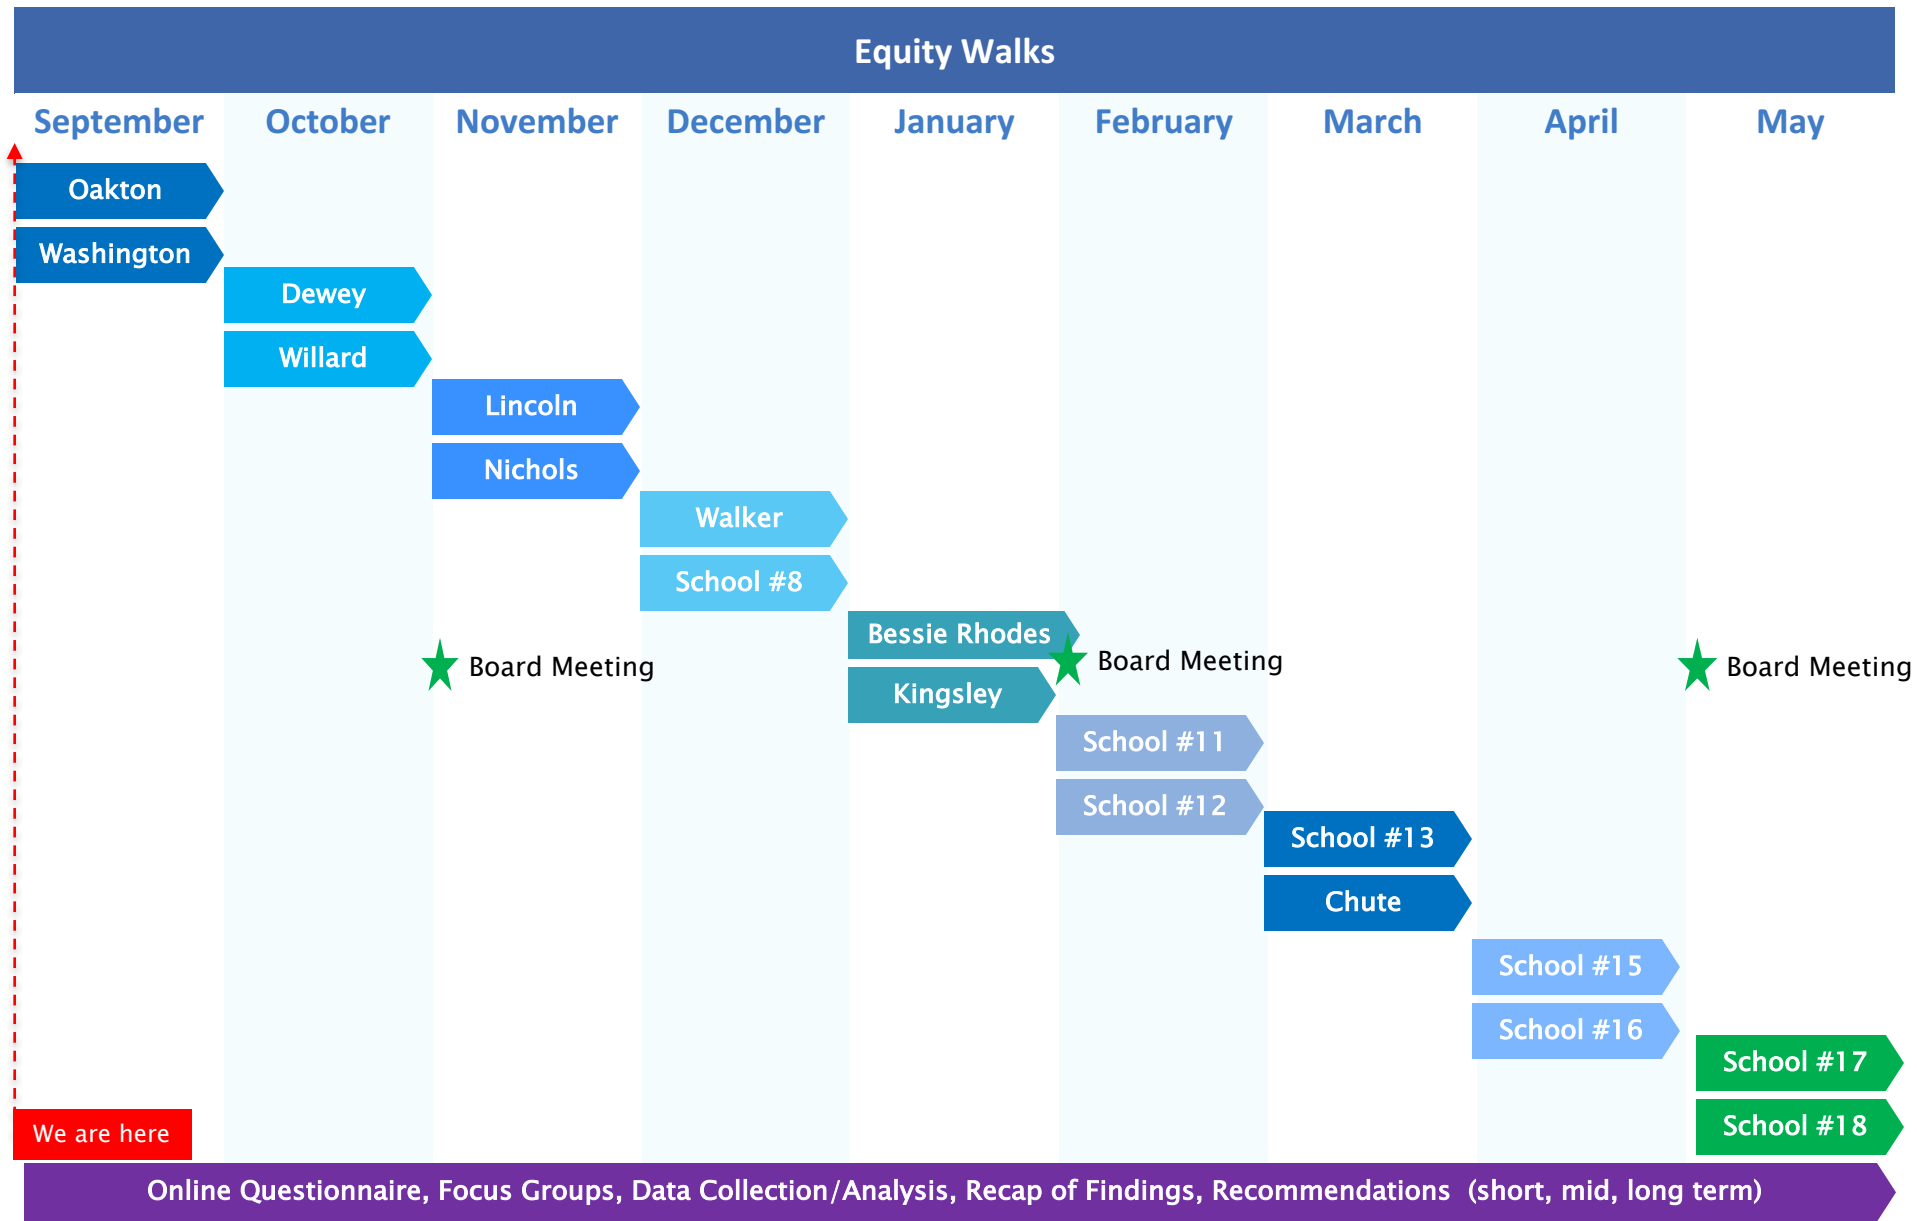 Equity Walks
September October November December January February March April May
Oakton
Washington
Dewey
Willard
Lincoln
Nichols
Walker
School #8
Bessie Rhodes
Board Meeting
Board Meeting
Board Meeting
Kingsley
School #11
School #12
School #13
Chute
School #15
School #16
School #17
School #18
We are here
Online Questionnaire, Focus Groups, Data Collection/Analysis, Recap of Findings, Recommendations (short, mid, long term)